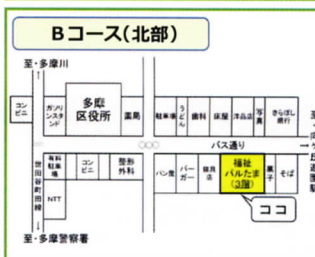 Bコース(北部)
至・多摩川
コンビニ
ガソリンスタンド
多摩
区役所
薬局
駐車場
うどん
歯科
床屋
洋品店
写真
きらぼし
銀行
バス通り
世田谷町田線
有料
駐車場
コンビニ
整形
外科
パン屋
バーガー
寝具店
福祉
パルたま
(3階)
菓子
そば
NTT
ココ
至・多摩警察署